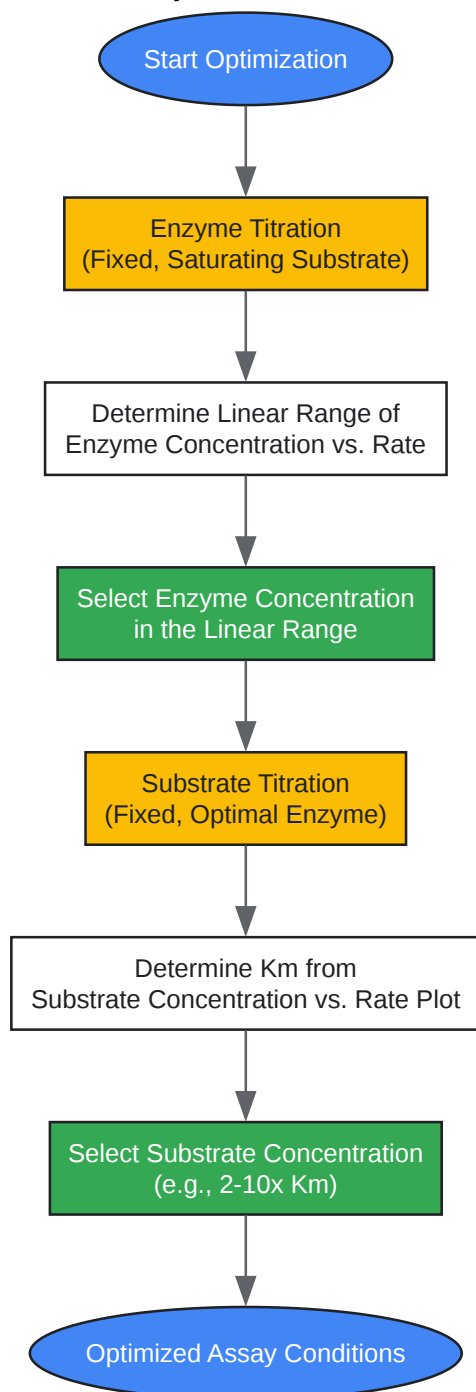 Start Optimization
Enzyme Titration
(Fixed, Saturating Substrate)
Determine Linear Range of
Enzyme Concentration vs. Rate
Select Enzyme Concentration
in the Linear Range
Substrate Titration
(Fixed, Optimal Enzyme)
Determine Km from
Substrate Concentration vs. Rate Plot
Select Substrate Concentration
(e.g., 2-10x Km)
Optimized Assay Conditions